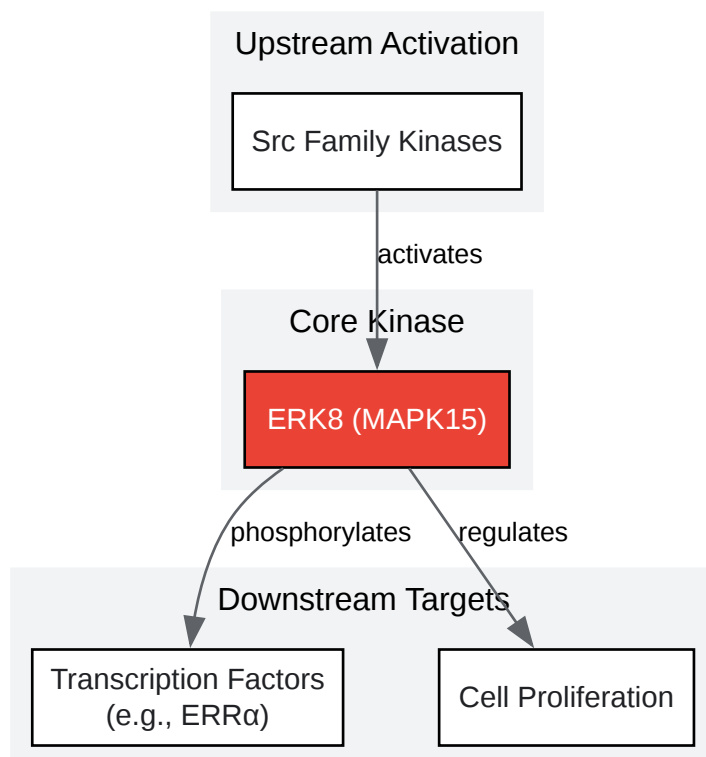 Upstream Activation
Src Family Kinases
activates
Core Kinase
ERK8 (MAPK15)
phosphorylates
regulates
Downstream Targets
Transcription Factors
(e.g., ERRα)
Cell Proliferation